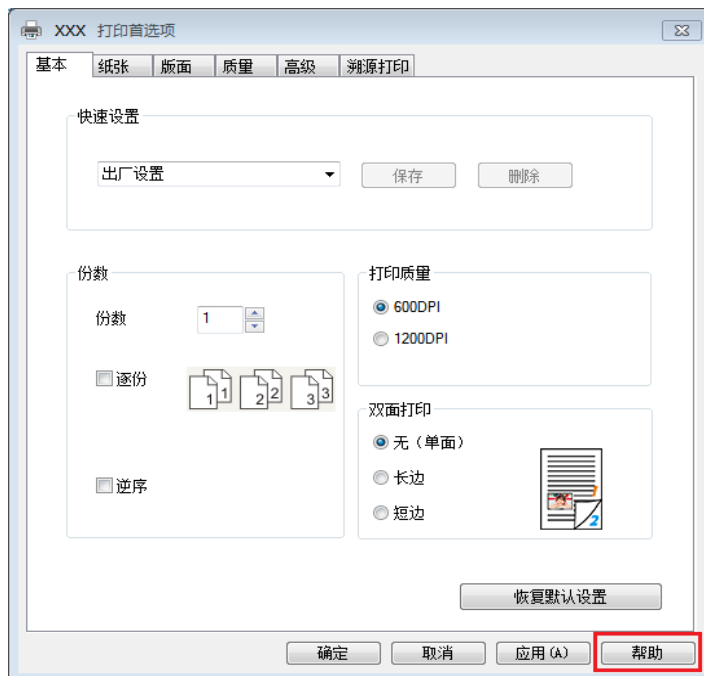 XXX 打印首选项
基本 纸张 版面 质量 高级 溯源打印
快速设置
出厂设置 保存 删除
份数 打印质量
份数 1 600DPI
1200DPI
逐份 1 1 2 2 3 3
双面打印
无（单面）
长边
逆序
短边
1
2
恢复默认设置
确定 取消 应用(A) 帮助